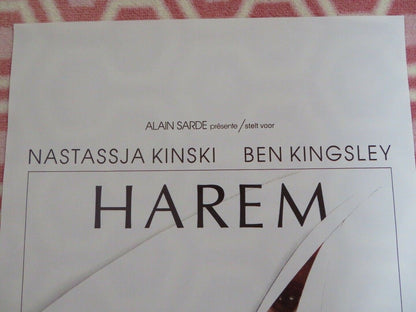 ALAIN SARDE présente/stelt voor
NASTASSJA KINSKI BEN KINGSLEY
HAREM